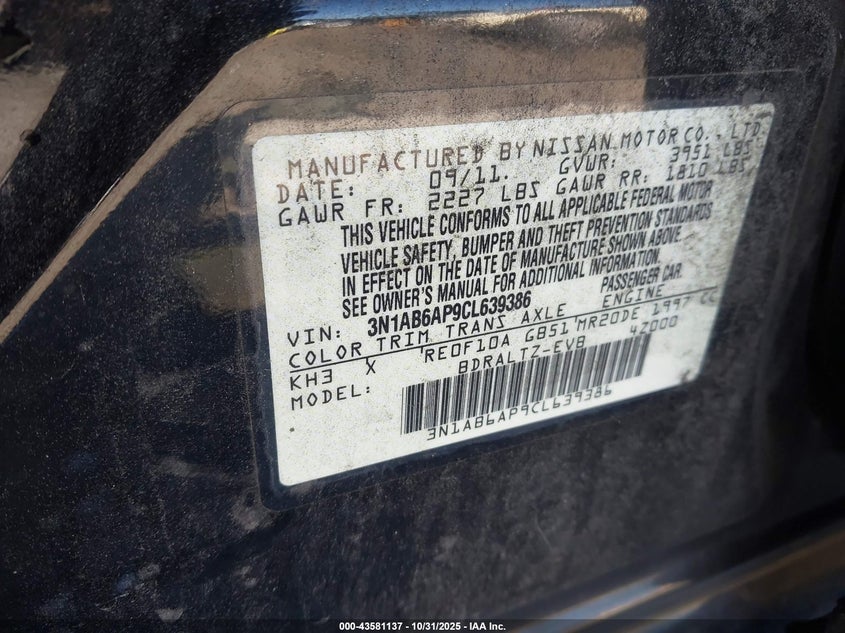 MANUFACTURED BY NISSAN MOTOR CO., LTD.
DATE: 09/11. GVWR: 3951 LBS
GAWR FR: 2227 LBS GAWR RR: 1810 LBS
THIS VEHICLE CONFORMS TO ALL APPLICABLE FEDERAL MOTOR
VEHICLE SAFETY, BUMPER AND THEFT PREVENTION STANDARDS
IN EFFECT ON THE DATE OF MANUFACTURE SHOWN ABOVE
SEE OWNER'S MANUAL FOR ADDITIONAL INFORMATION.
VIN: 3N1AB6AP9CL639386 PASSENGER CAR
COLOR TRIM TRANS AXLE ENGINE
KH3 X RE0F10A GB51 MR20DE 1997 CC
MODEL: BDRALTZ-EVB 4Z000
3N1AB6AP9CL639386
000-43581137 - 10/31/2025 - IAA Inc.